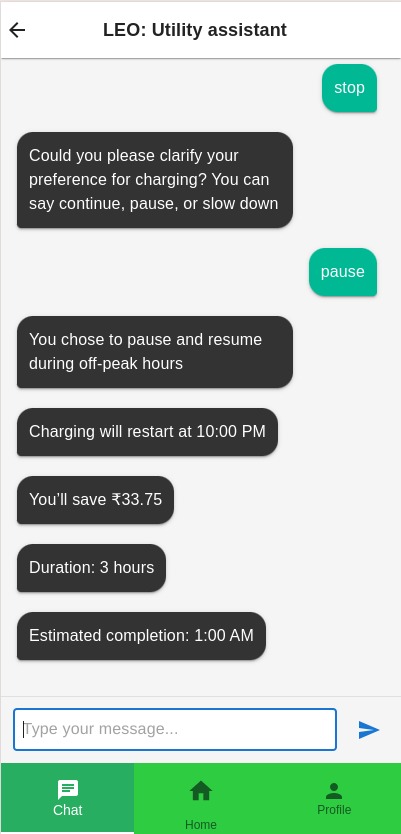 LEO: Utility assistant
stop
Could you please clarify your
preference for charging? You can
say continue, pause, or slow down
pause
You chose to pause and resume
during off-peak hours
Charging will restart at 10:00 PM
You’ll save ₹33.75
Duration: 3 hours
Estimated completion: 1:00 AM
Type your message...
Chat
Home
Profile